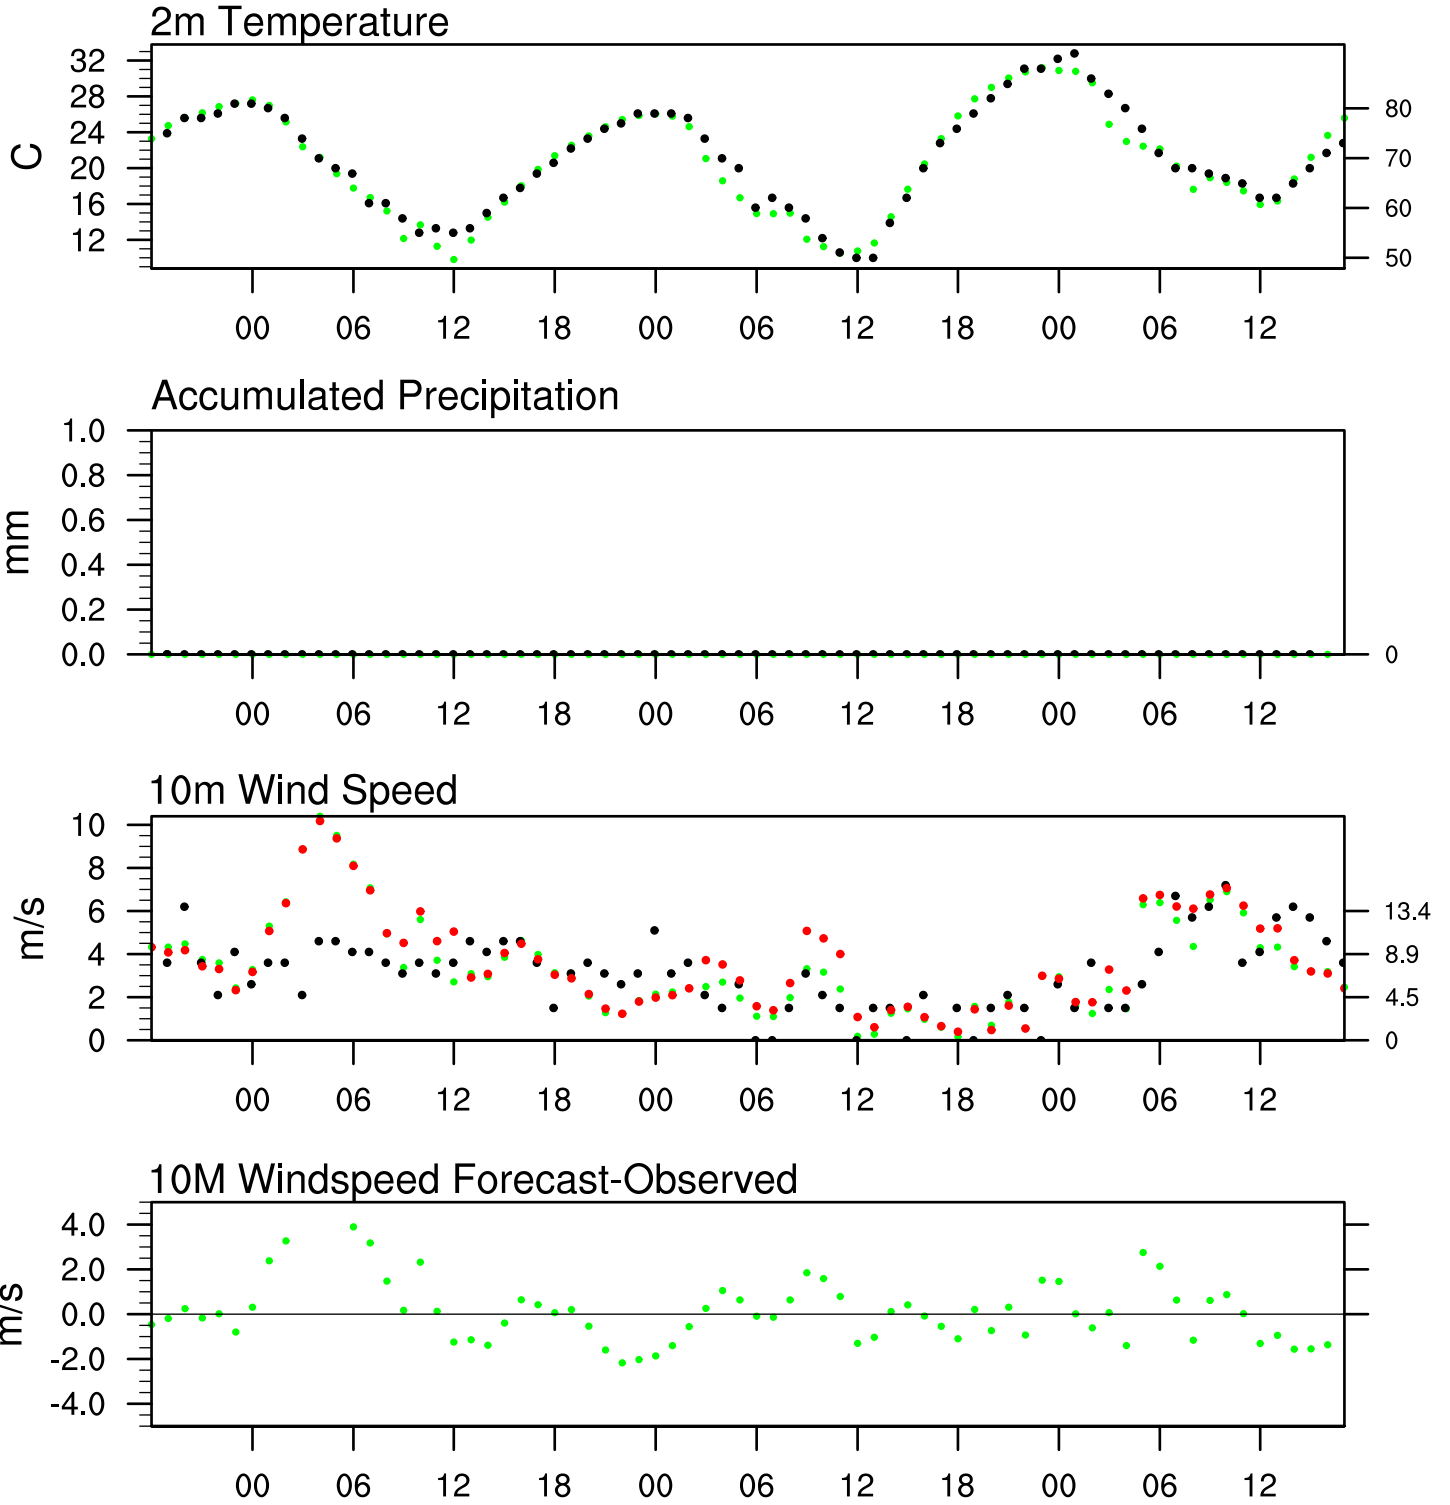 2m Temperature
32
28
24
20
16
12
C
80
70
60
50
00 06 12 18 00 06 12 18 00 06 12
Accumulated Precipitation
1.0
0.8
0.6
0.4
0.2
0.0
mm
0
00 06 12 18 00 06 12 18 00 06 12
10m Wind Speed
10
8
6
4
2
0
m/s
13.4
8.9
4.5
0
00 06 12 18 00 06 12 18 00 06 12
10M Windspeed Forecast-Observed
4.0
2.0
0.0
-2.0
-4.0
m/s
00 06 12 18 00 06 12 18 00 06 12